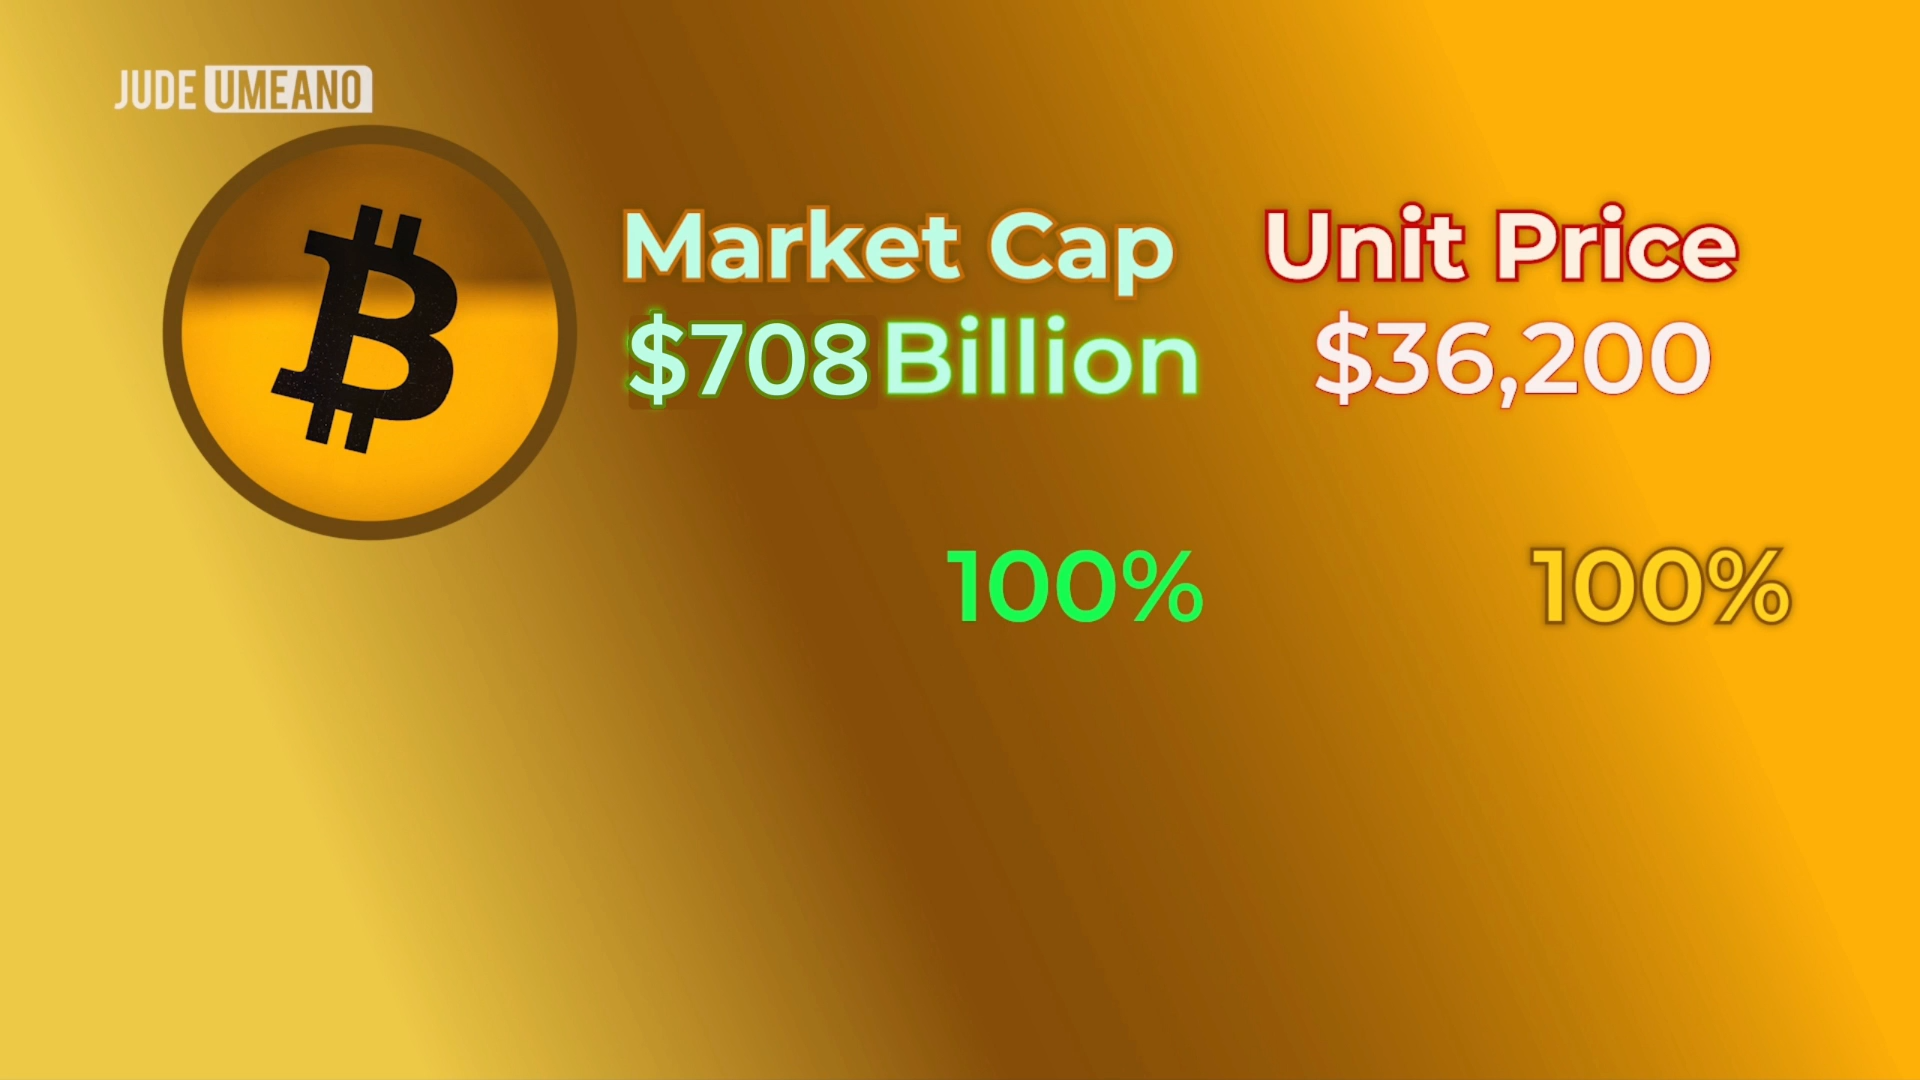 JUDE UMEANO
Market Cap
$708 Billion
Unit Price
$36,200
100%
100%